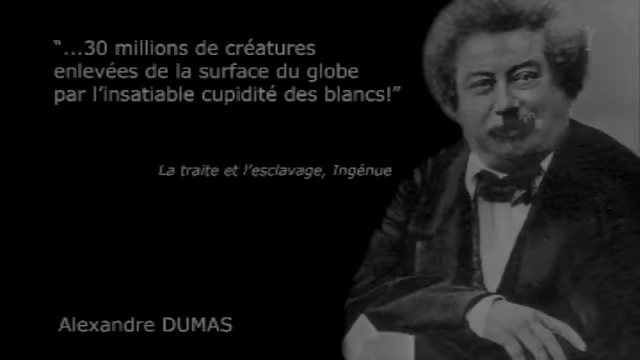 “...30 millions de créatures
enlevées de la surface du globe
par l’insatiable cupidité des blancs!”
La traite et l’esclavage, Ingénue
Alexandre DUMAS